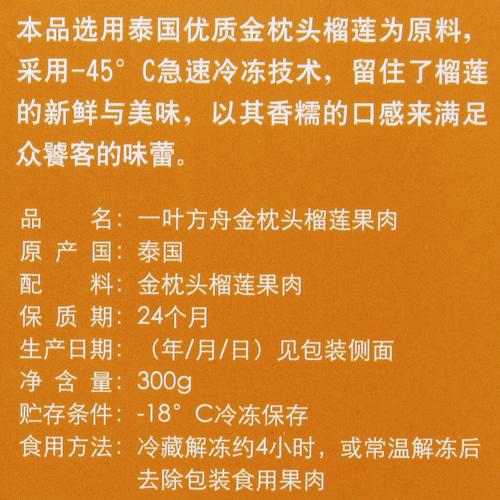 本品选用泰国优质金枕头榴莲为原料,
采用-45°C急速冷冻技术，留住了榴莲
的新鲜与美味，以其香糯的口感来满足
众饕客的味蕾。
品 名：一叶方舟金枕头榴莲果肉
原 产 国：泰国
配 料：金枕头榴莲果肉
保 质 期：24个月
生产日期：（年/月/日）见包装侧面
净 含 量：300g
贮存条件：-18°C冷冻保存
食用方法：冷藏解冻约4小时，或常温解冻后
去除包装食用果肉